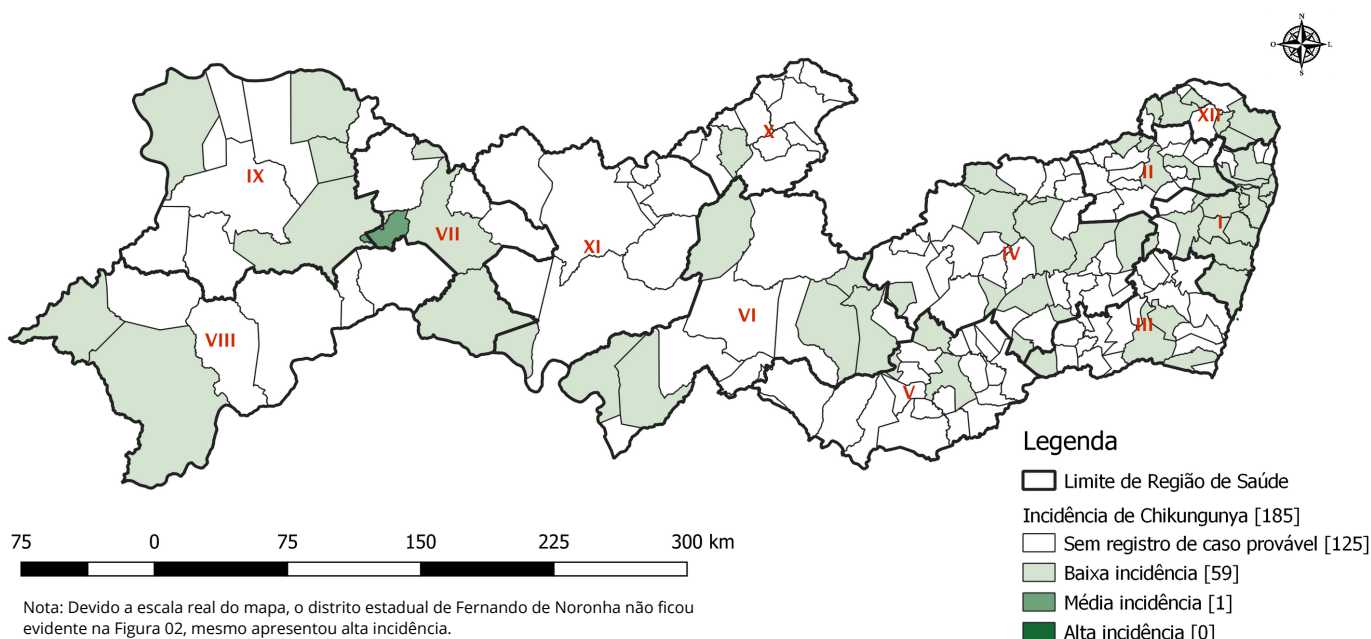 N
O
L
S
XII
X
II
IX
I
VII
XI
IV
VI
III
VIII
V
Legenda
Limite de Região de Saúde
Incidência de Chikungunya [185]
Sem registro de caso provável [125]
Baixa incidência [59]
Média incidência [1]
Alta incidência [0]
75 0 75 150 225 300 km
Nota: Devido a escala real do mapa, o distrito estadual de Fernando de Noronha não ficou
evidente na Figura 02, mesmo apresentou alta incidência.